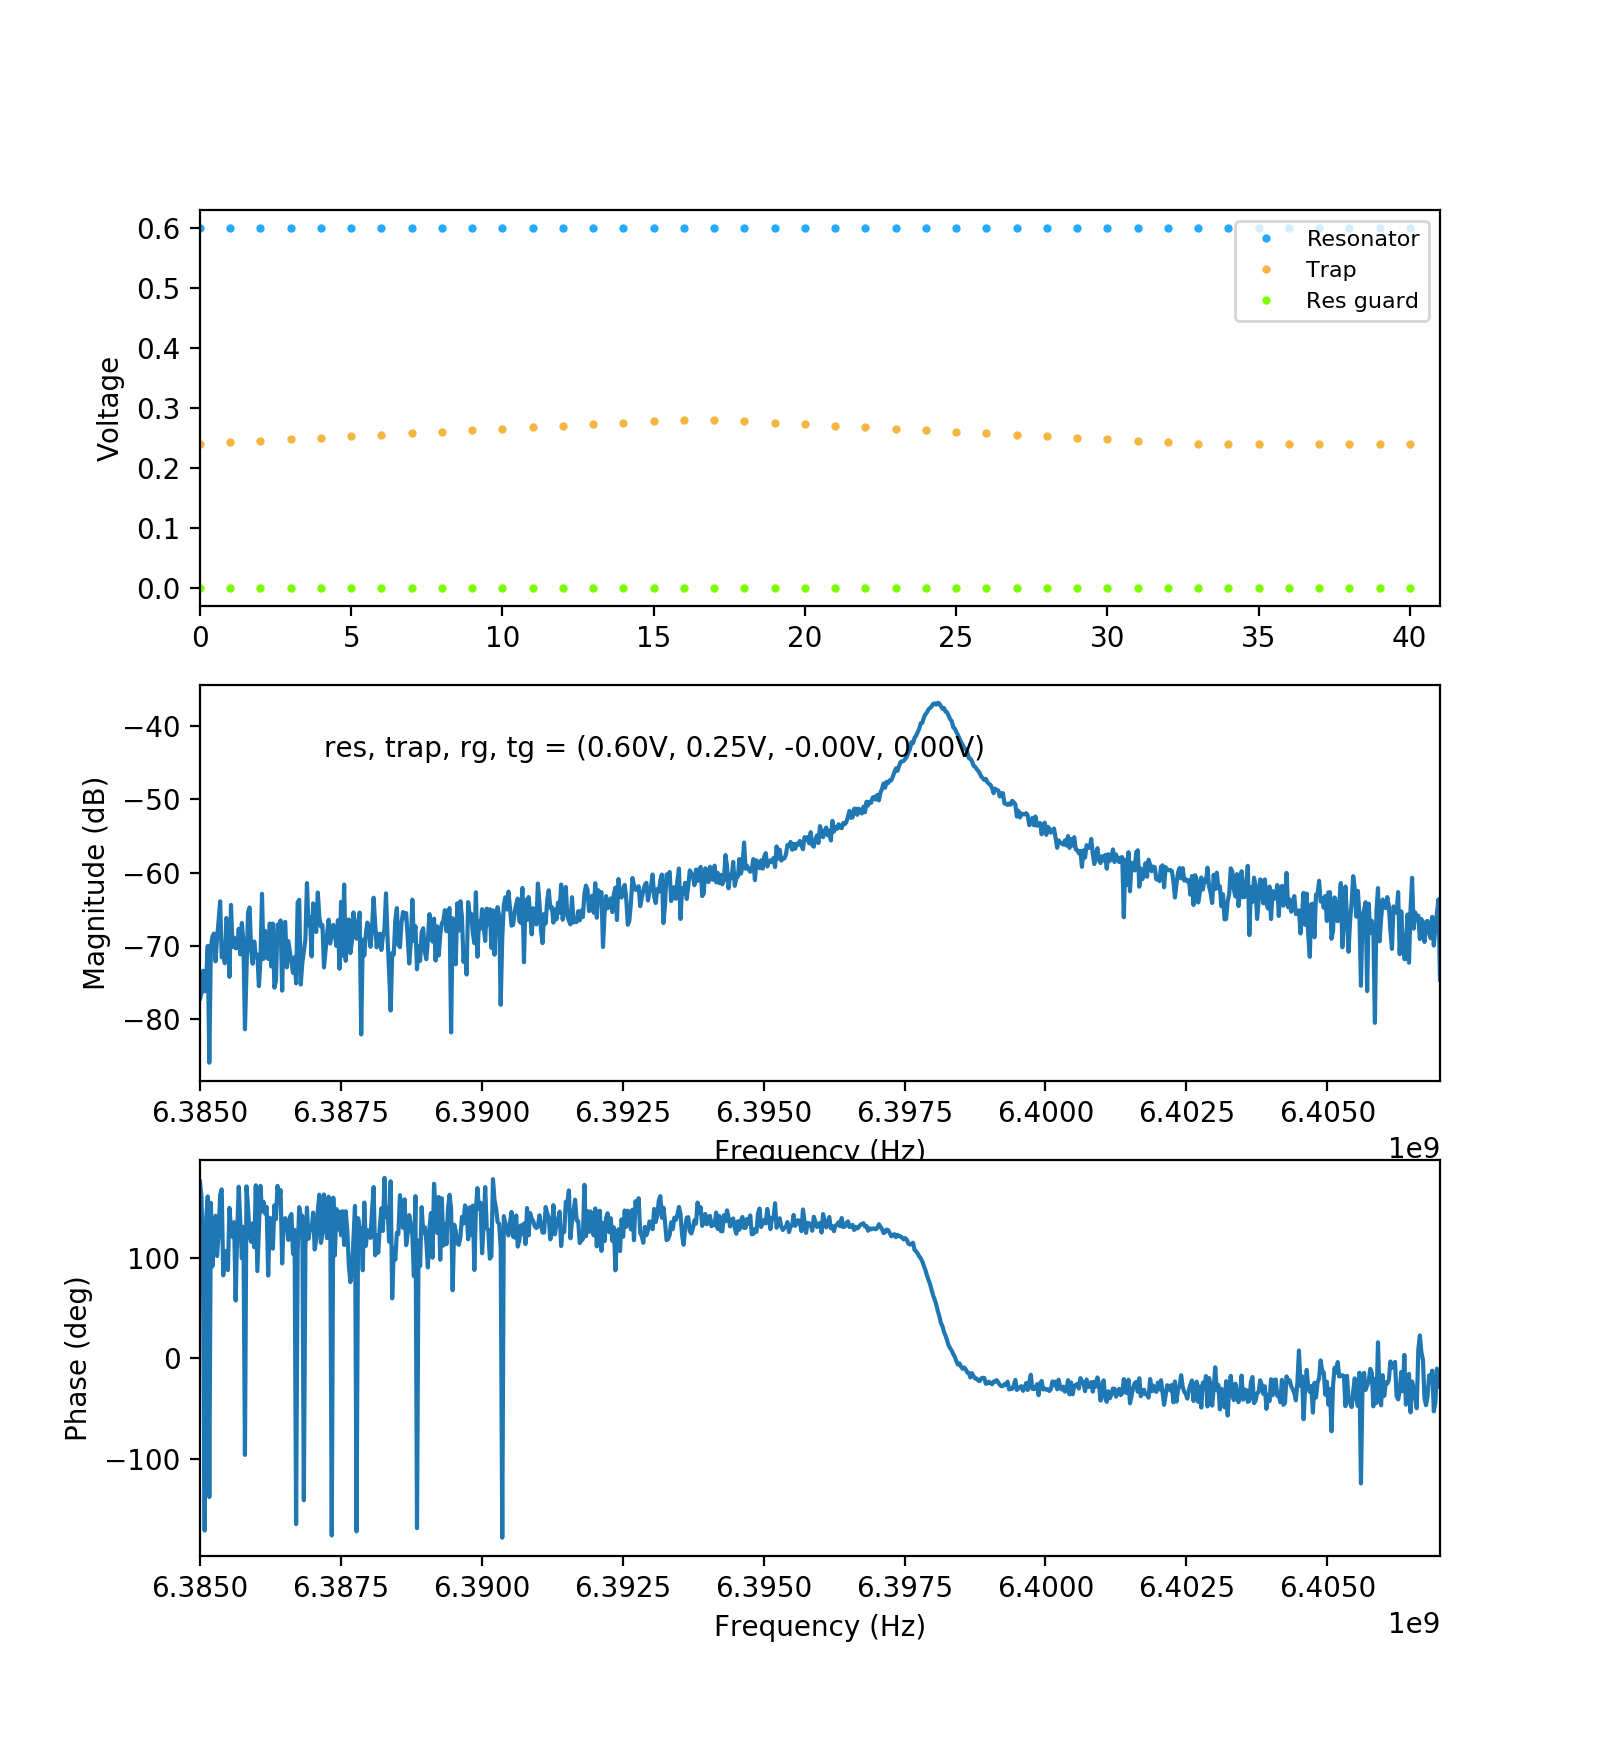 0.6
0.5
0.4
0.3
0.2
0.1
0.0
Voltage
Resonator
Trap
Res guard
0 5 10 15 20 25 30 35 40
−40
−50
−60
−70
−80
Magnitude (dB)
res, trap, rg, tg = (0.60V, 0.25V, -0.00V, 0.00V)
6.3850 6.3875 6.3900 6.3925 6.3950 6.3975 6.4000 6.4025 6.4050
Frequency (Hz)
1e9
100
0
−100
Phase (deg)
6.3850 6.3875 6.3900 6.3925 6.3950 6.3975 6.4000 6.4025 6.4050
Frequency (Hz)
1e9